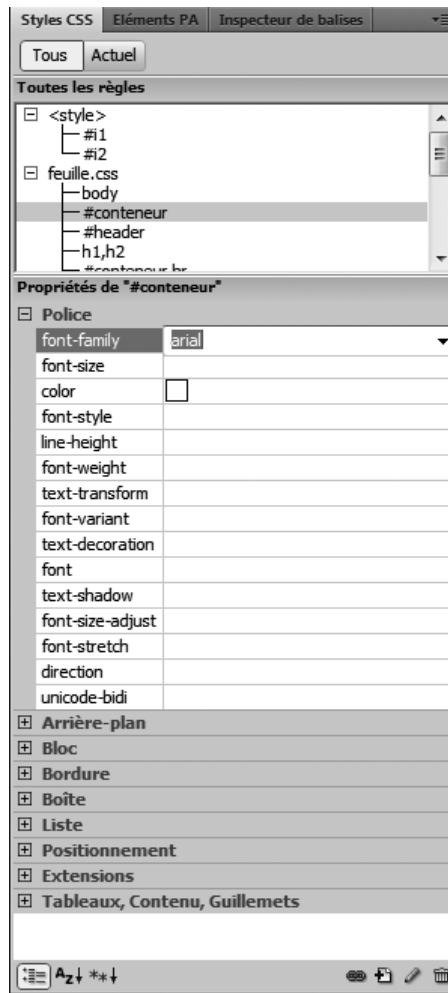 Styles CSS Eléments PA Inspecteur de balises
Tous Actuel
Toutes les règles
<style>
#i1
#i2
feuille.css
body
#conteneur
#header
h1,h2
#conteneur hr
Propriétés de "#conteneur"
Police
font-family arial
font-size
color
font-style
line-height
font-weight
text-transform
font-variant
text-decoration
font
text-shadow
font-size-adjust
font-stretch
direction
unicode-bidi
Arrière-plan
Bloc
Bordure
Boîte
Liste
Positionnement
Extensions
Tableaux, Contenu, Guillemets
Az↓ **↓